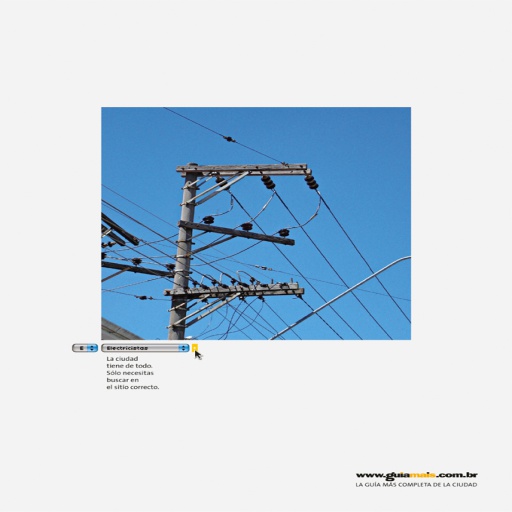 E
Electricistas
La ciudad
tiene de todo.
Sólo necesitas
buscar en
el sitio correcto.
www.guiamais.com.br
LA GUÍA MÁS COMPLETA DE LA CIUDAD